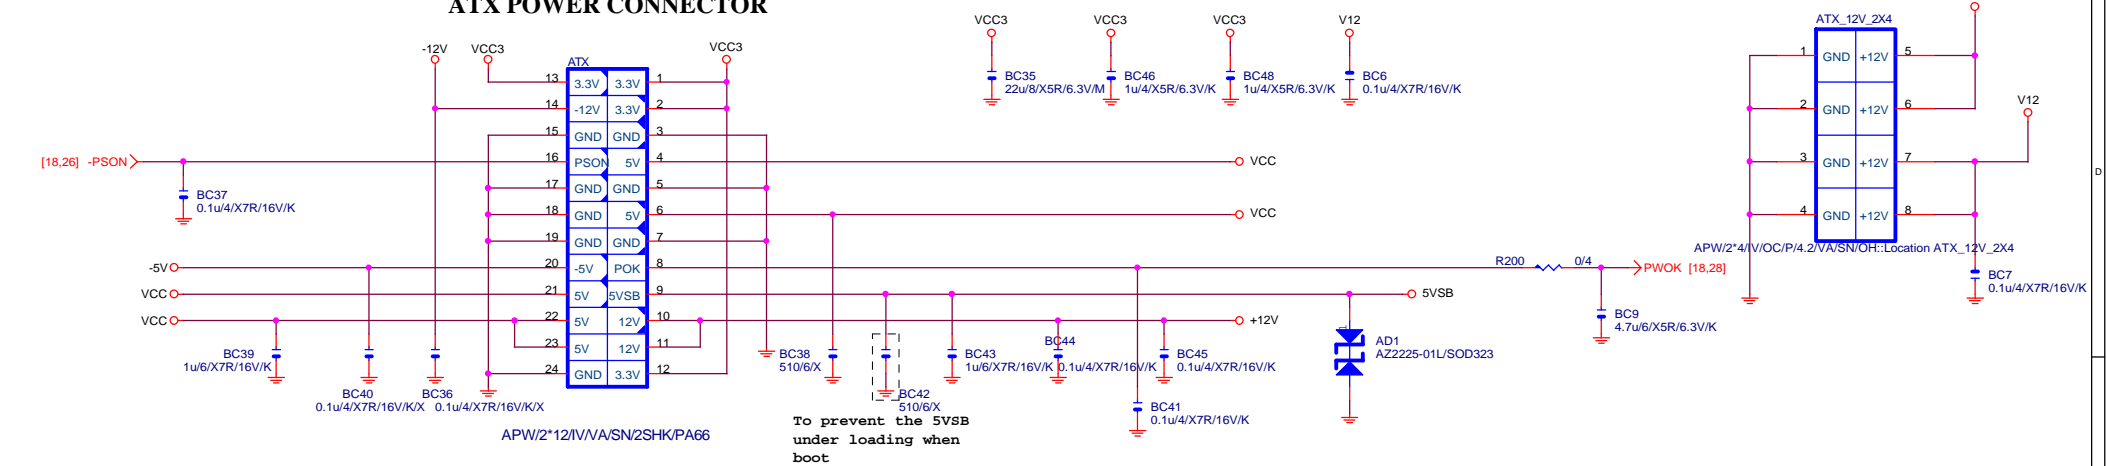 ATX POWER CONNECTOR
VCC3
VCC3
VCC3
V12
BC35
22u/8/X5R/6.3V/M
BC46
1u/4/X5R/6.3V/K
BC48
1u/4/X5R/6.3V/K
BC6
0.1u/4/X7R/16V/K
-12V
VCC3
VCC3
ATX
13 3.3V 3.3V 1
14 -12V 3.3V 2
15 GND GND 3
16 PSON 5V 4
17 GND GND 5
18 GND 5V 6
19 GND GND 7
20 -5V POK 8
21 5V 5VSB 9
22 5V 12V 10
23 5V 12V 11
24 GND 3.3V 12
APW/2*12/IV/VA/SN/2SHK/PA66
[18,26] -PSON
BC37
0.1u/4/X7R/16V/K
-5V
VCC
VCC
BC39
1u/6/X7R/16V/K
BC40
0.1u/4/X7R/16V/K/X
BC36
0.1u/4/X7R/16V/K/X
VCC
VCC
5VSB
+12V
BC38
510/6/X
BC42
510/6/X
To prevent the 5VSB
under loading when
boot
BC43
1u/6/X7R/16V/K
BC44
0.1u/4/X7R/16V/K
BC45
0.1u/4/X7R/16V/K
BC41
0.1u/4/X7R/16V/K
1
AD1
AZ2225-01L/SOD323
R200 0/4
PWOK [18,28]
BC9
4.7u/6/X5R/6.3V/K
ATX_12V_2X4
1 GND +12V 5
2 GND +12V 6
3 GND +12V 7
4 GND +12V 8
APW/2*4/IV/OC/P/4.2/VA/SN/OH::Location ATX_12V_2X4
V12
BC7
0.1u/4/X7R/16V/K
D